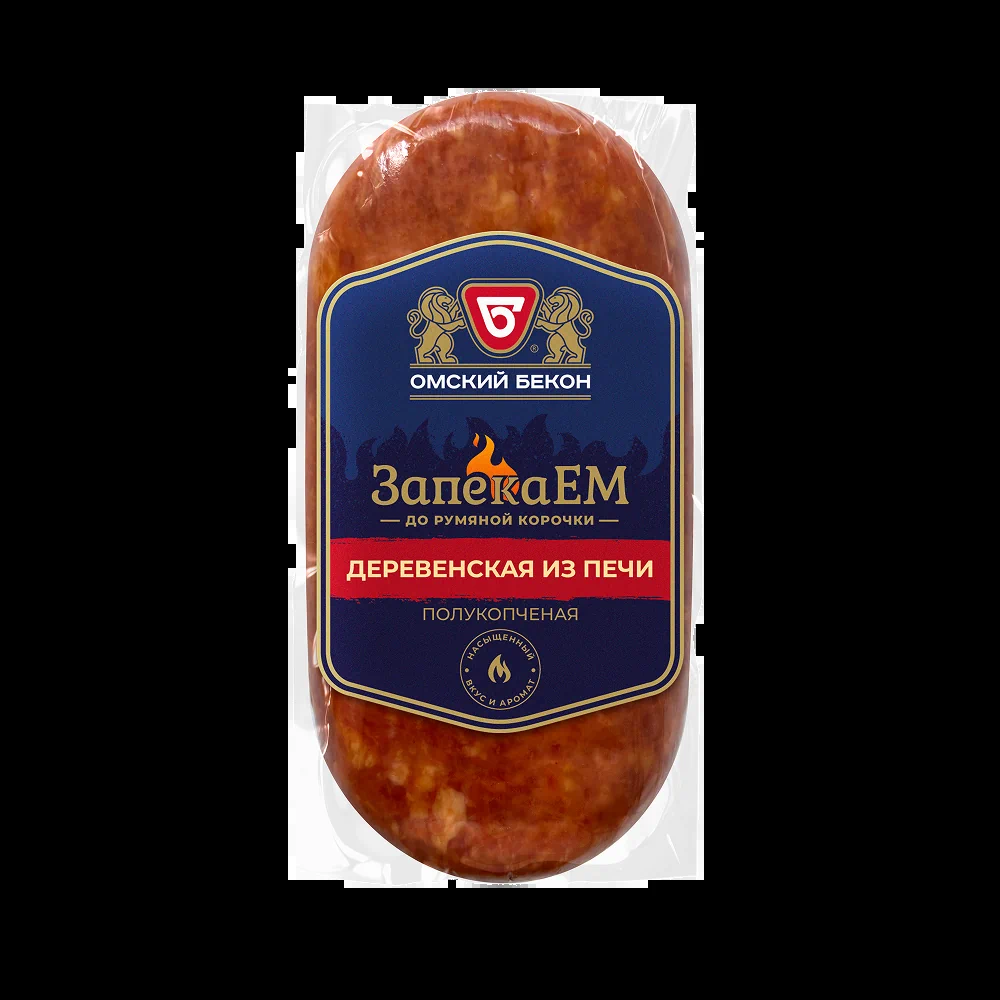 Б
®
ОМСКИЙ БЕКОН
ЗапекаЕМ
— ДО РУМЯНОЙ КОРОЧКИ —
ДЕРЕВЕНСКАЯ ИЗ ПЕЧИ
ПОЛУКОПЧЕНАЯ
• НАСЫЩЕННЫЙ •
ВКУС И АРОМАТ